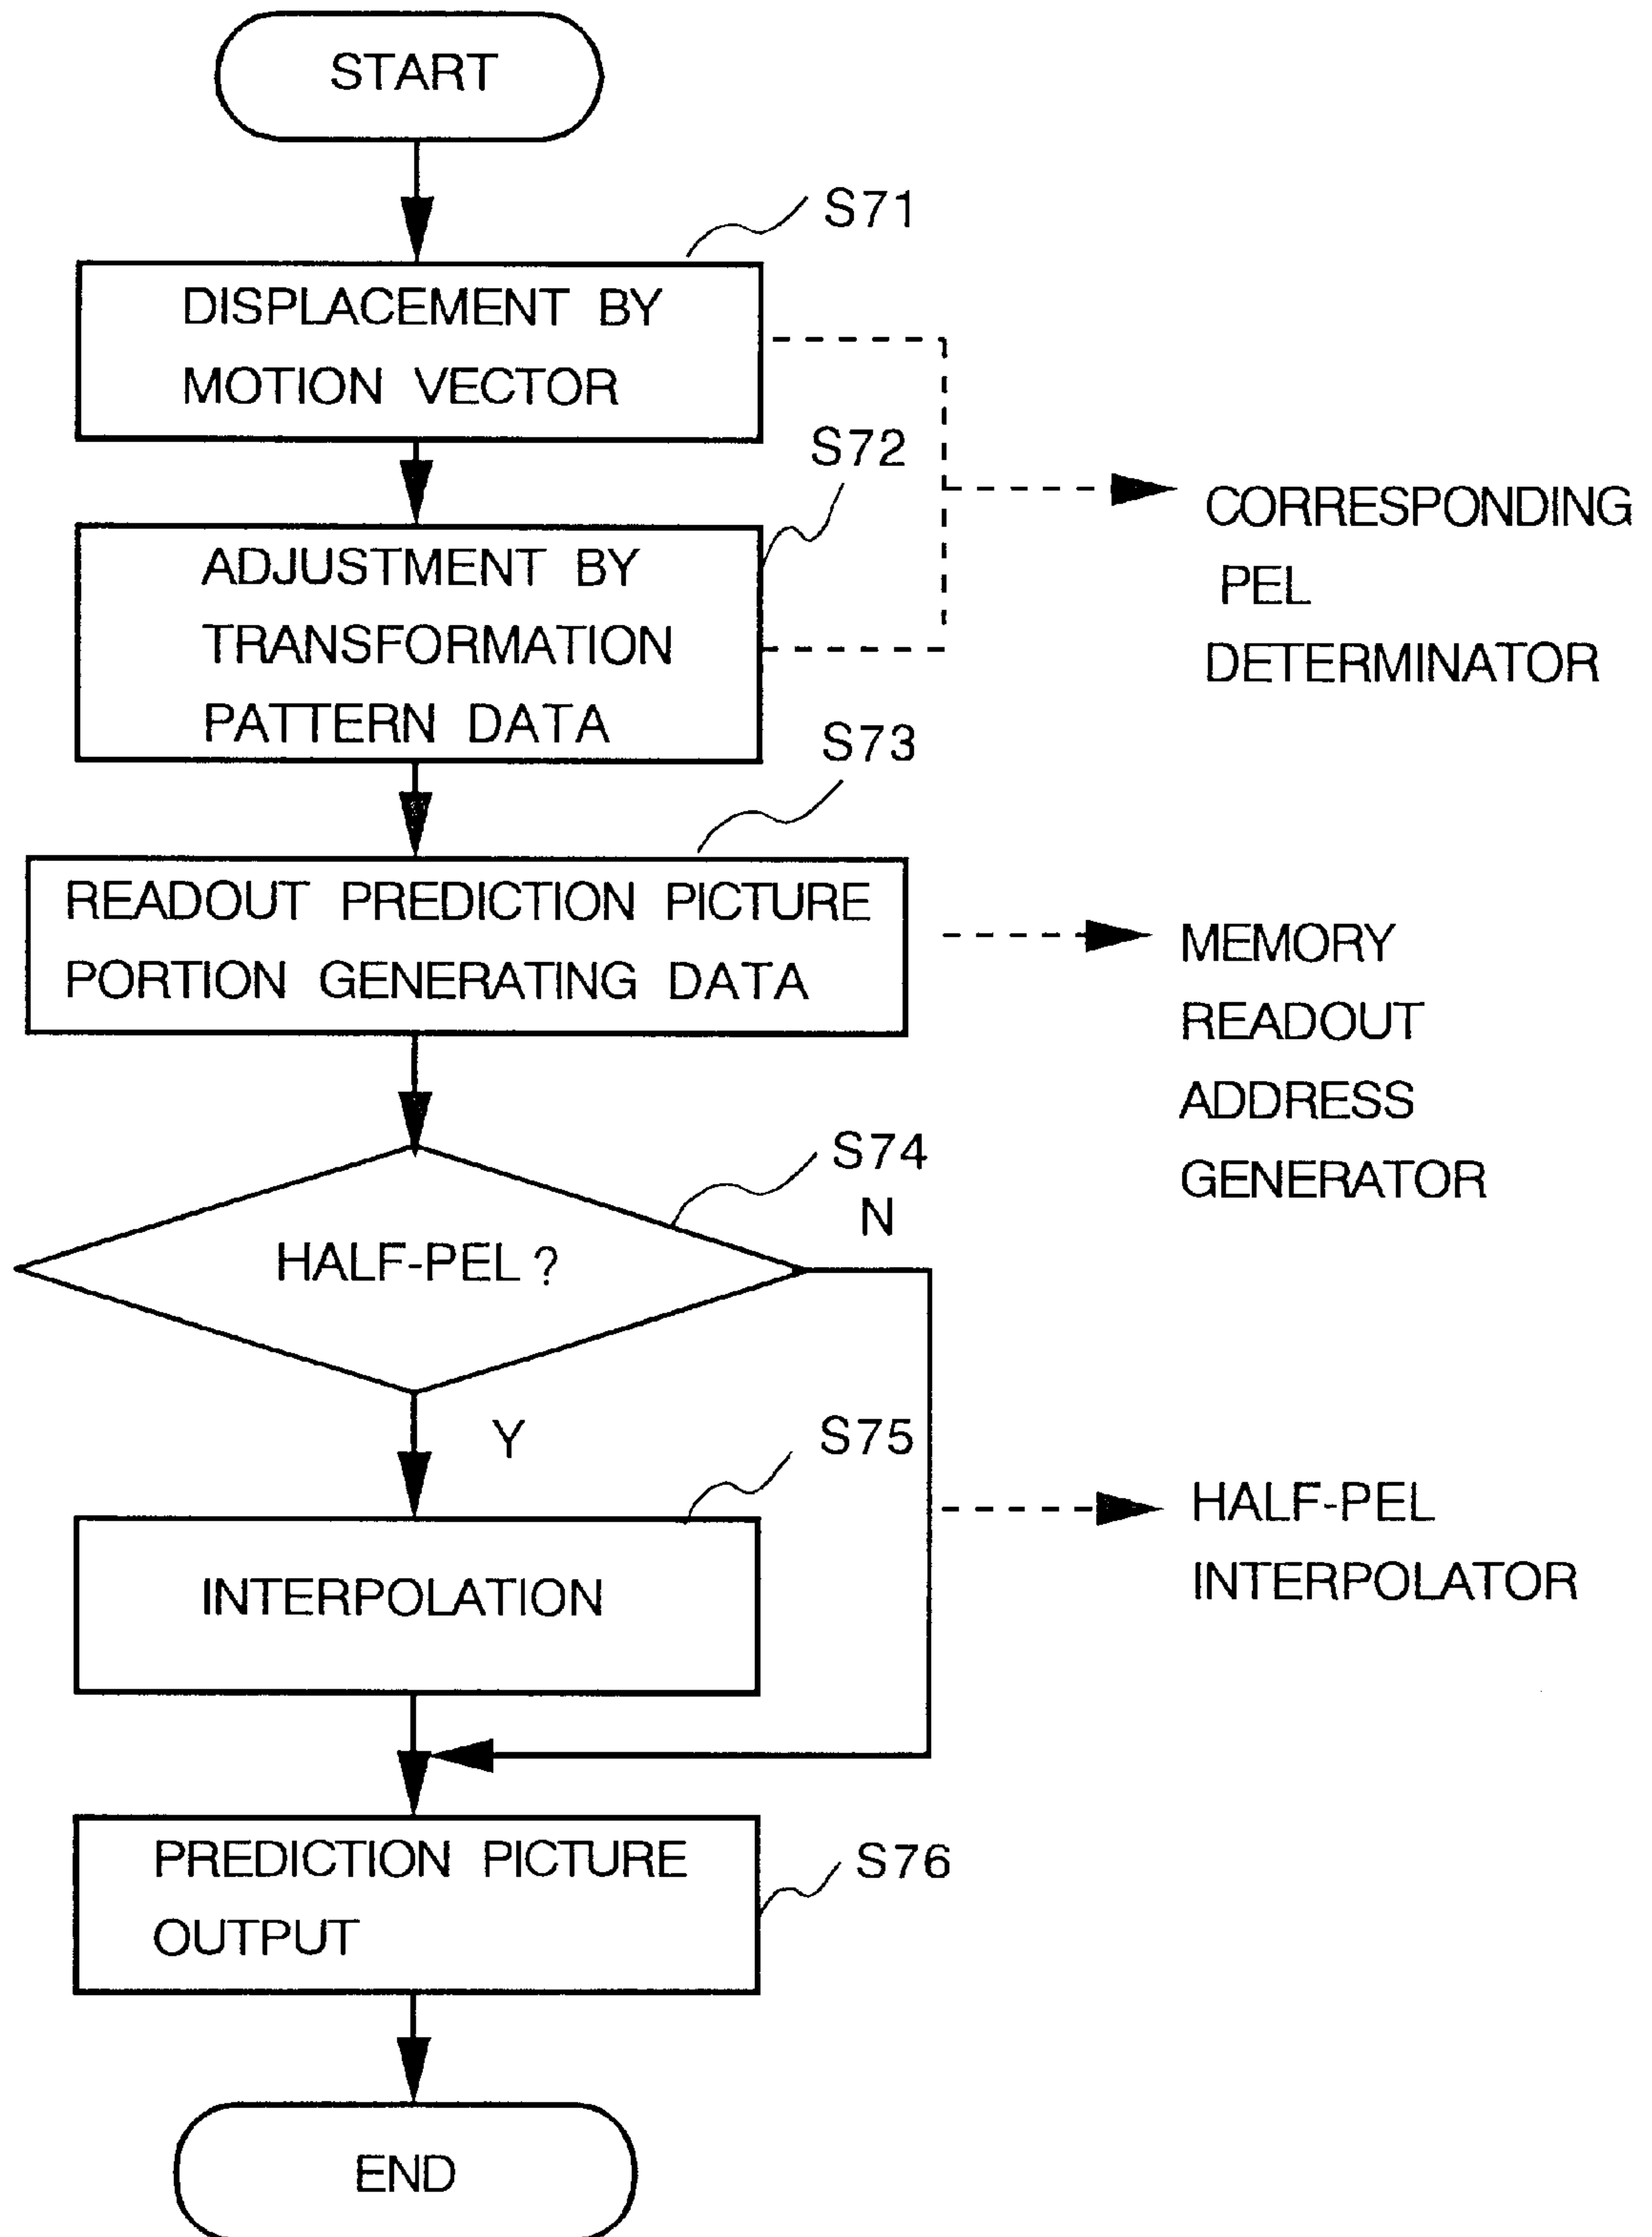 START
S71
DISPLACEMENT BY
MOTION VECTOR
S72
ADJUSTMENT BY
TRANSFORMATION
PATTERN DATA
CORRESPONDING
PEL
DETERMINATOR
S73
READOUT PREDICTION PICTURE
PORTION GENERATING DATA
MEMORY
READOUT
ADDRESS
GENERATOR
S74
N
HALF-PEL ?
Y
S75
INTERPOLATION
HALF-PEL
INTERPOLATOR
PREDICTION PICTURE
OUTPUT
S76
END